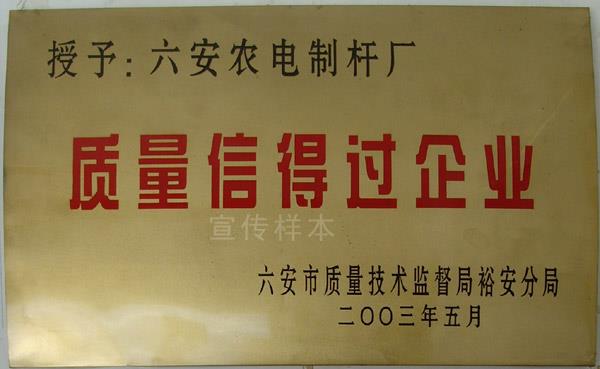 授予：六安农电制杆厂
质量信得过企业
宣传样本
六安市质量技术监督局裕安分局
二〇〇三年五月